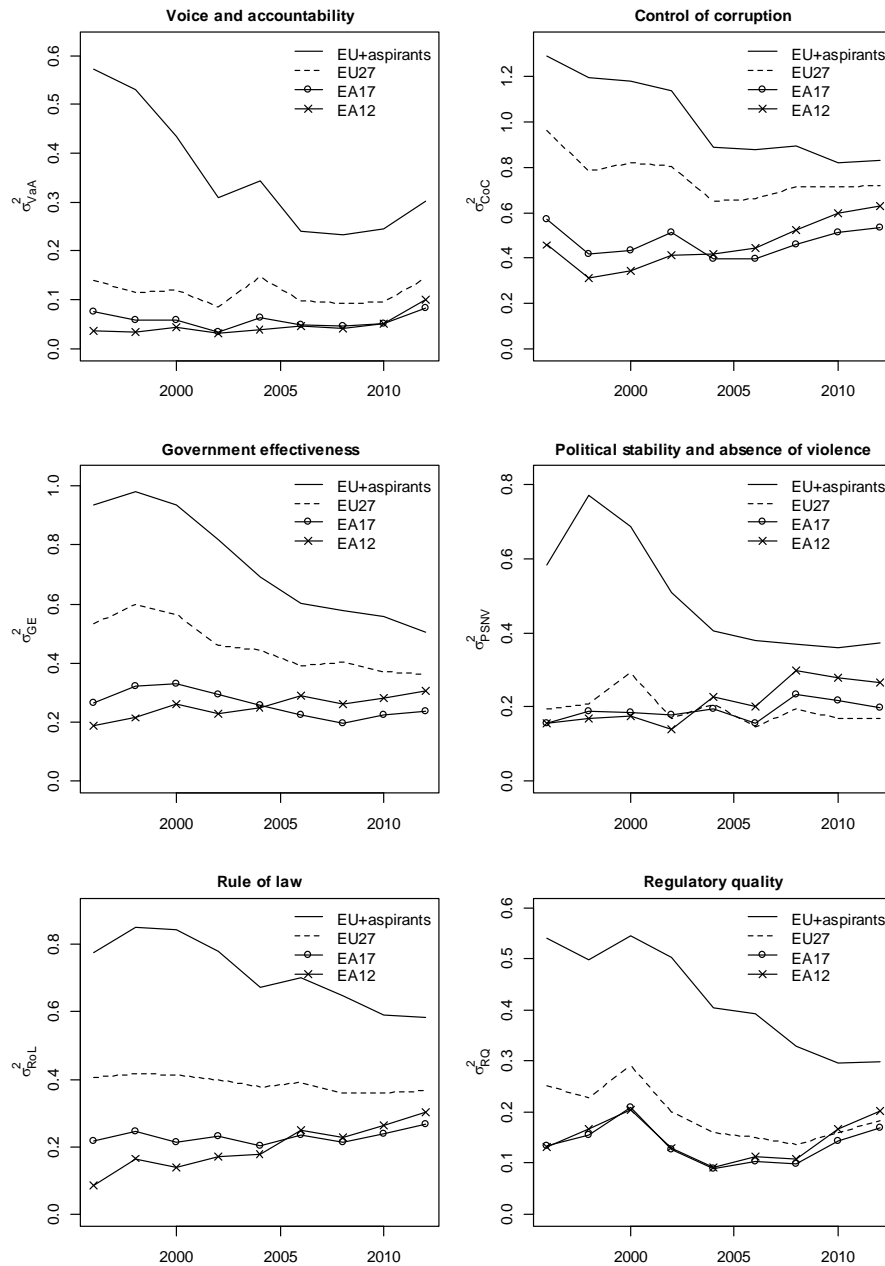 Voice and accountability
EU+aspirants
EU27
EA17
EA12
0.6
0.5
0.4
0.3
0.2
0.1
0.0
σ²VaA
2000
2005
2010
Control of corruption
EU+aspirants
EU27
EA17
EA12
1.2
1.0
0.8
0.6
0.4
0.2
0.0
σ²CoC
2000
2005
2010
Government effectiveness
EU+aspirants
EU27
EA17
EA12
1.0
0.8
0.6
0.4
0.2
0.0
σ²GE
2000
2005
2010
Political stability and absence of violence
EU+aspirants
EU27
EA17
EA12
0.8
0.6
0.4
0.2
0.0
σ²PSNV
2000
2005
2010
Rule of law
EU+aspirants
EU27
EA17
EA12
0.8
0.6
0.4
0.2
0.0
σ²RoL
2000
2005
2010
Regulatory quality
EU+aspirants
EU27
EA17
EA12
0.6
0.5
0.4
0.3
0.2
0.1
0.0
σ²RQ
2000
2005
2010